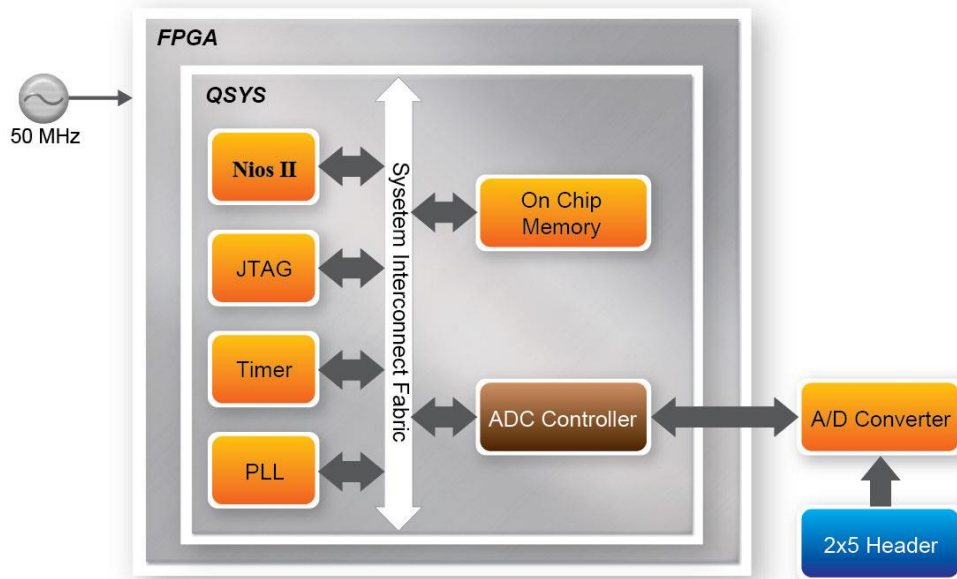 FPGA
QSYS
50 MHz
Nios II
JTAG
Timer
PLL
Sysetem Interconnect Fabric
On Chip
Memory
ADC Controller
A/D Converter
2x5 Header